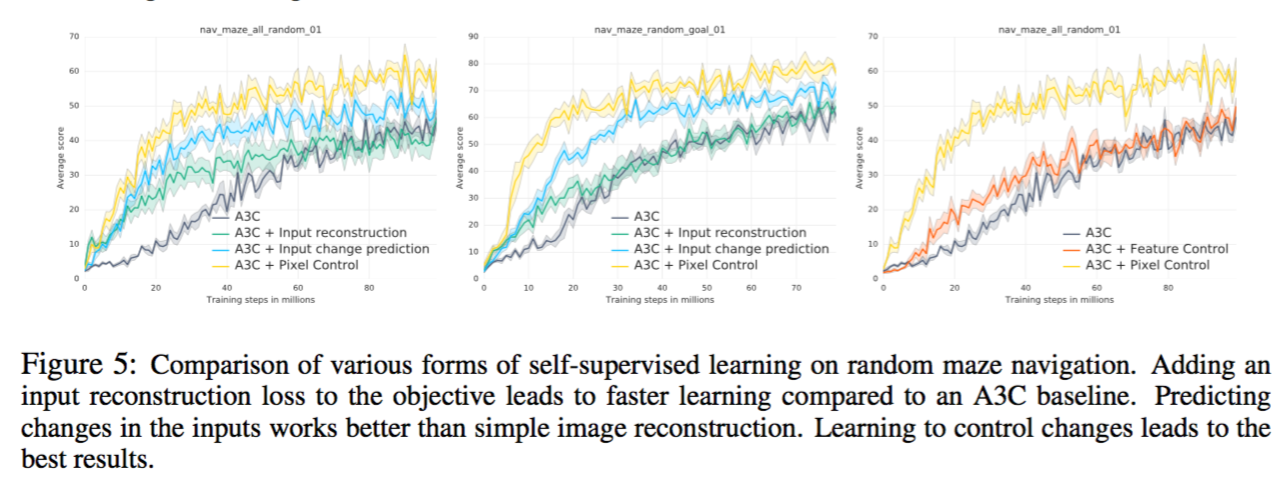 nav_maze_all_random_01
70
60
50
40
30
20
10
0
Average score
A3C
A3C + Input reconstruction
A3C + Input change prediction
A3C + Pixel Control
0 20 40 60 80
Training steps in millions
nav_maze_random_goal_01
90
80
70
60
50
40
30
20
10
0
Average score
A3C
A3C + Input reconstruction
A3C + Input change prediction
A3C + Pixel Control
0 10 20 30 40 50 60 70
Training steps in millions
nav_maze_all_random_01
70
60
50
40
30
20
10
0
Average score
A3C
A3C + Feature Control
A3C + Pixel Control
0 20 40 60 80
Training steps in millions
Figure 5: Comparison of various forms of self-supervised learning on random maze navigation. Adding an
input reconstruction loss to the objective leads to faster learning compared to an A3C baseline. Predicting
changes in the inputs works better than simple image reconstruction. Learning to control changes leads to the
best results.